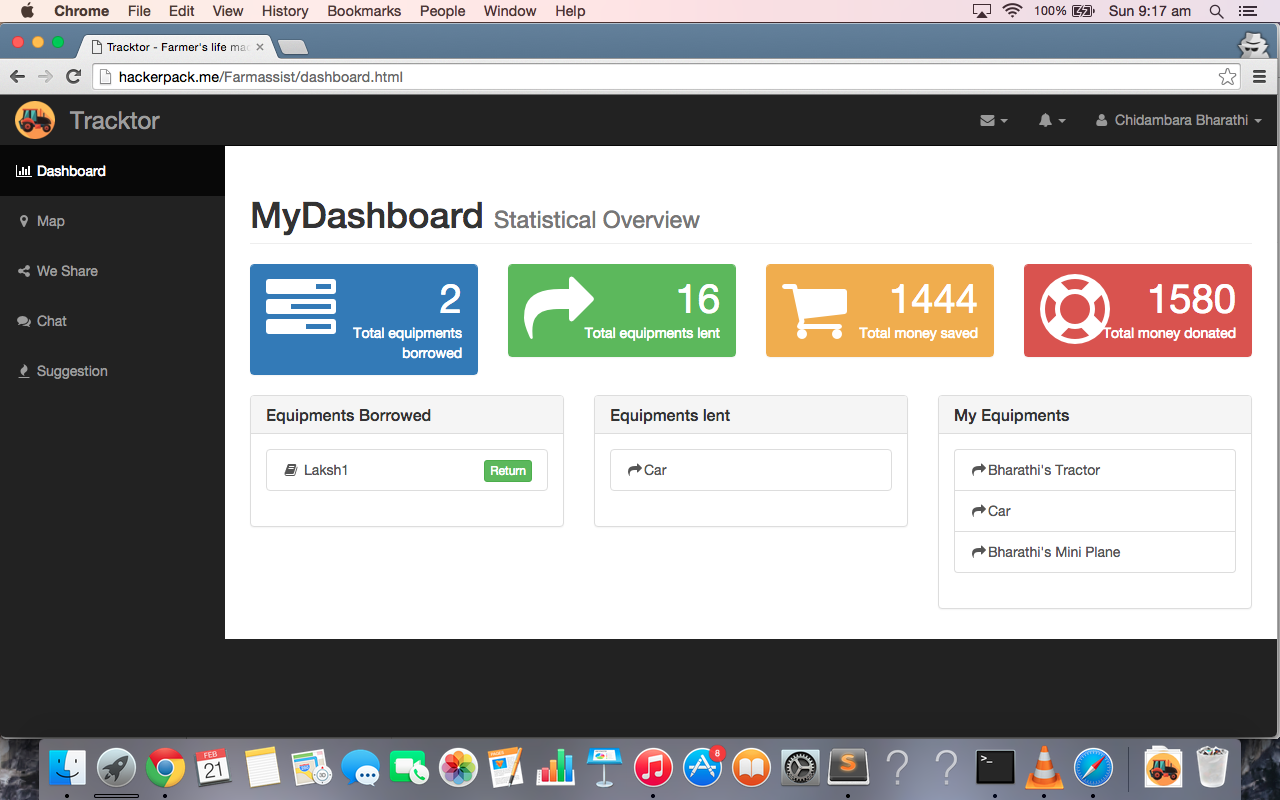 Chrome File Edit View History Bookmarks People Window Help 100% Sun 9:17 am
Tracktor - Farmer's life mac
hackerpack.me/Farmassist/dashboard.html
Tracktor Chidambara Bharathi
Dashboard
Map
We Share
Chat
Suggestion
MyDashboard Statistical Overview
2
Total equipments
borrowed
16
Total equipments lent
1444
Total money saved
1580
Total money donated
Equipments Borrowed
Laksh1 Return
Equipments lent
Car
My Equipments
Bharathi's Tractor
Car
Bharathi's Mini Plane
FEB
21
8